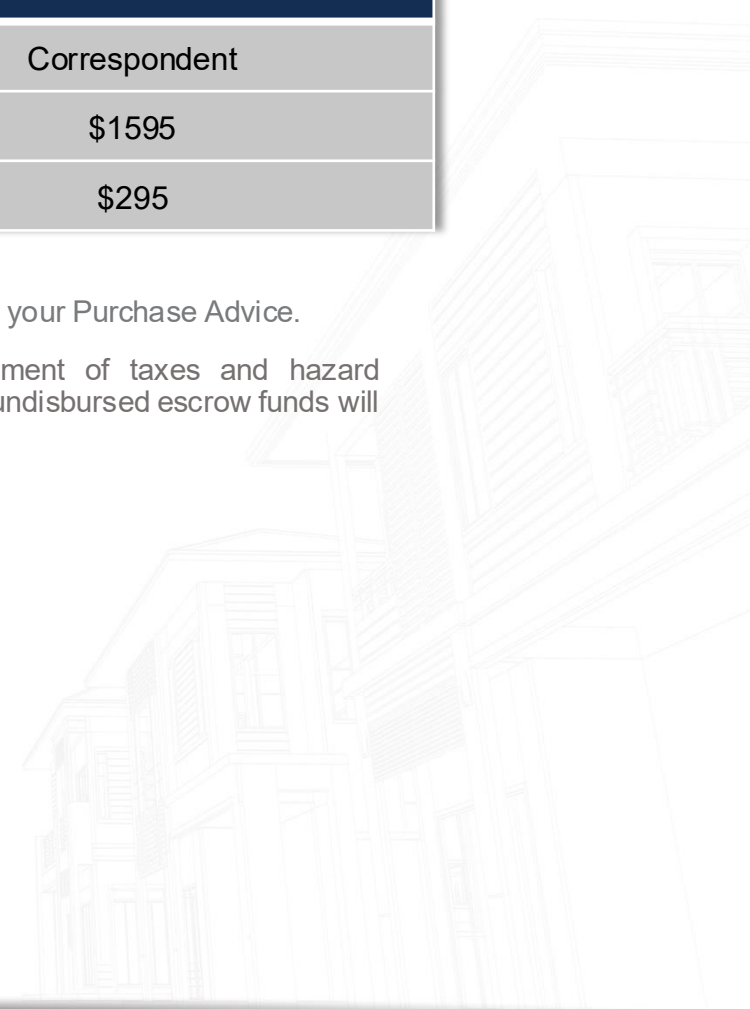 Correspondent
$1595
$295
your Purchase Advice.
ment of taxes and hazard
undisbursed escrow funds will